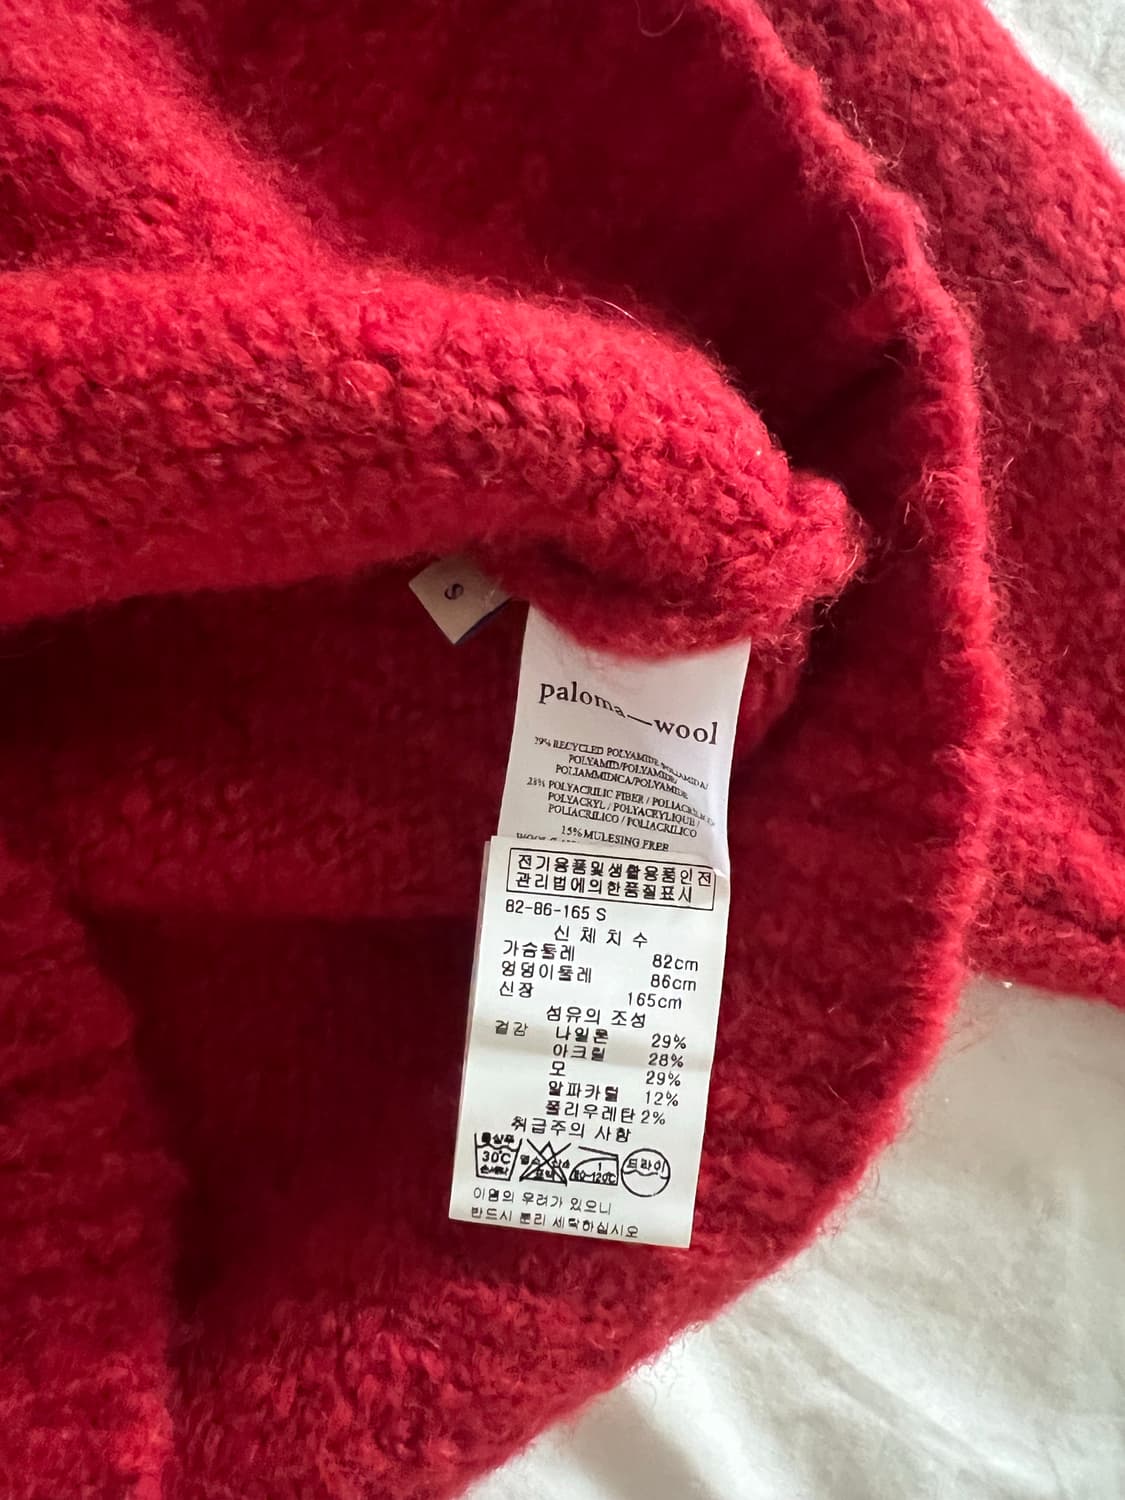 S
paloma—wool
29% RECYCLED POLYAMIDE/POLIAMIDA/
POLYAMID/POLYAMIDE/
POLIAMMIDICA/POLYAMIDE
28% POLYACRILIC FIBER / POLIACRILICO/
POLYACRYL / POLYACRYLIQUE /
POLIACRILICO / POLIACRILICO
15% MULESING FREE
전기용품및생활용품인전
관리법에의한품질표시
82-86-165 S
신 체 치 수
가슴둘레 82cm
엉덩이둘레 86cm
신장 165cm
섬유의 조성
겉감 나일론 29%
아크릴 28%
모 29%
알파카털 12%
폴리우레탄 2%
취급주의 사항
30℃
드라이
이염의 우려가 있으니
반드시 분리 세탁하십시오